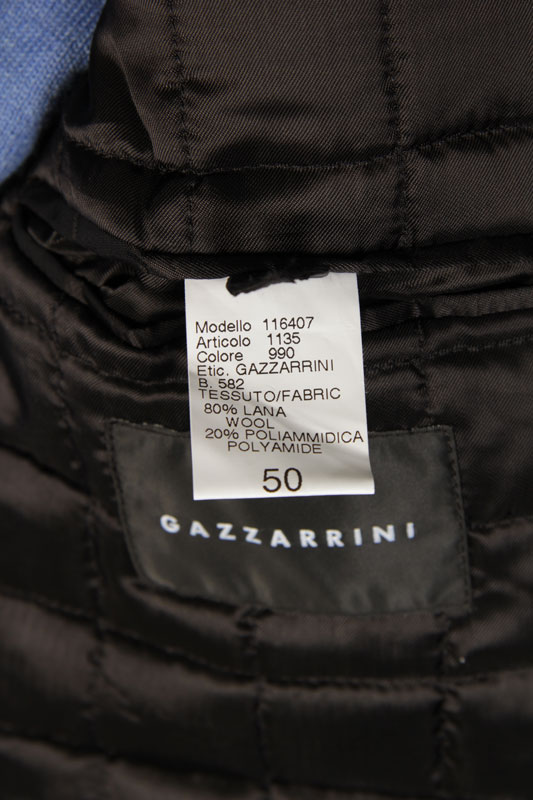 Modello 116407
Articolo 1135
Colore 990
Etic. GAZZARRINI
B. 582
TESSUTO/FABRIC
80% LANA
WOOL
20% POLIAMMIDICA
POLYAMIDE
50
GAZZARRINI